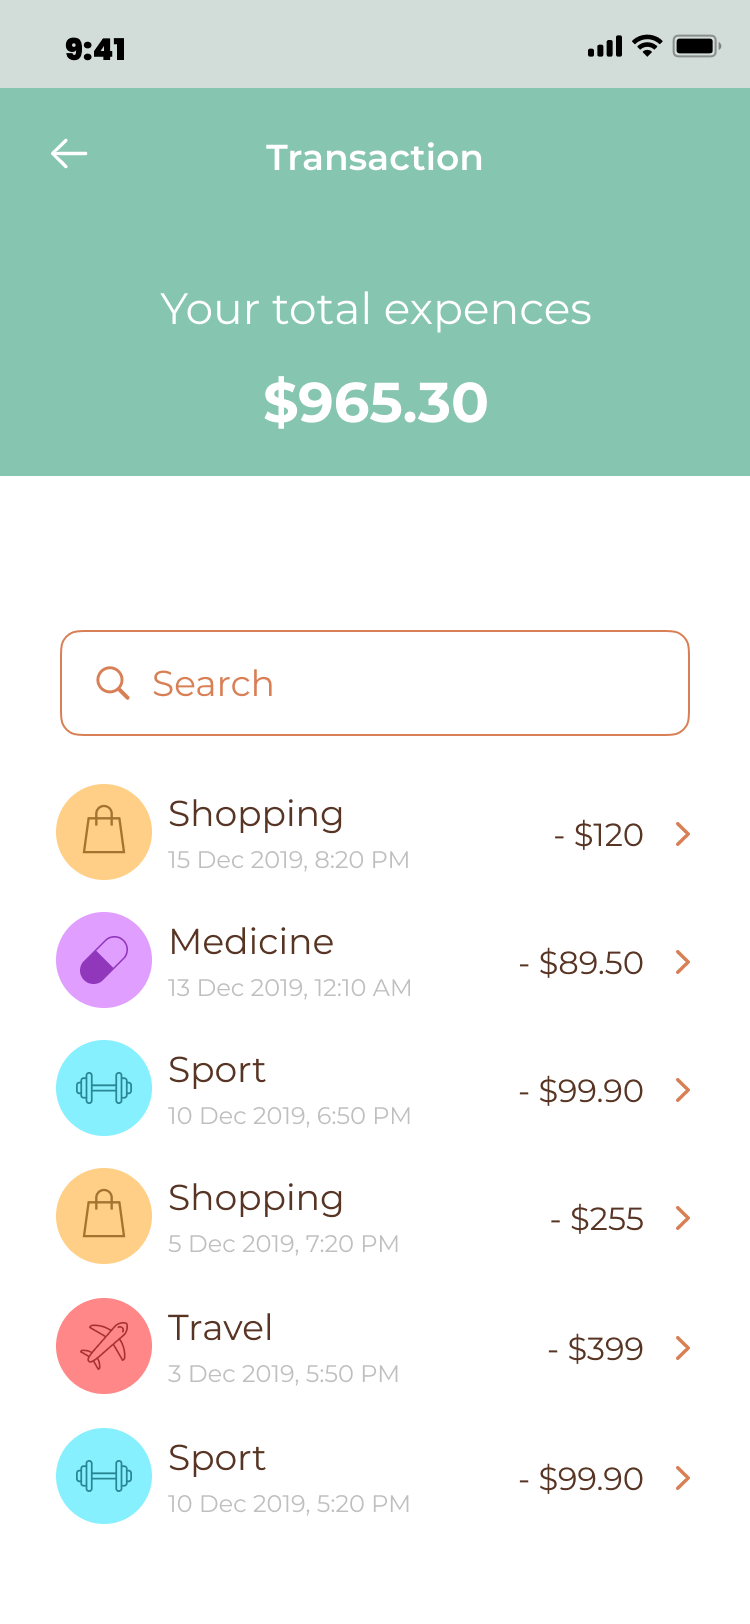 9:41
Transaction
Your total expences
$965.30
Search
Shopping
15 Dec 2019, 8:20 PM
- $120
Medicine
13 Dec 2019, 12:10 AM
- $89.50
Sport
10 Dec 2019, 6:50 PM
- $99.90
Shopping
5 Dec 2019, 7:20 PM
- $255
Travel
3 Dec 2019, 5:50 PM
- $399
Sport
10 Dec 2019, 5:20 PM
- $99.90